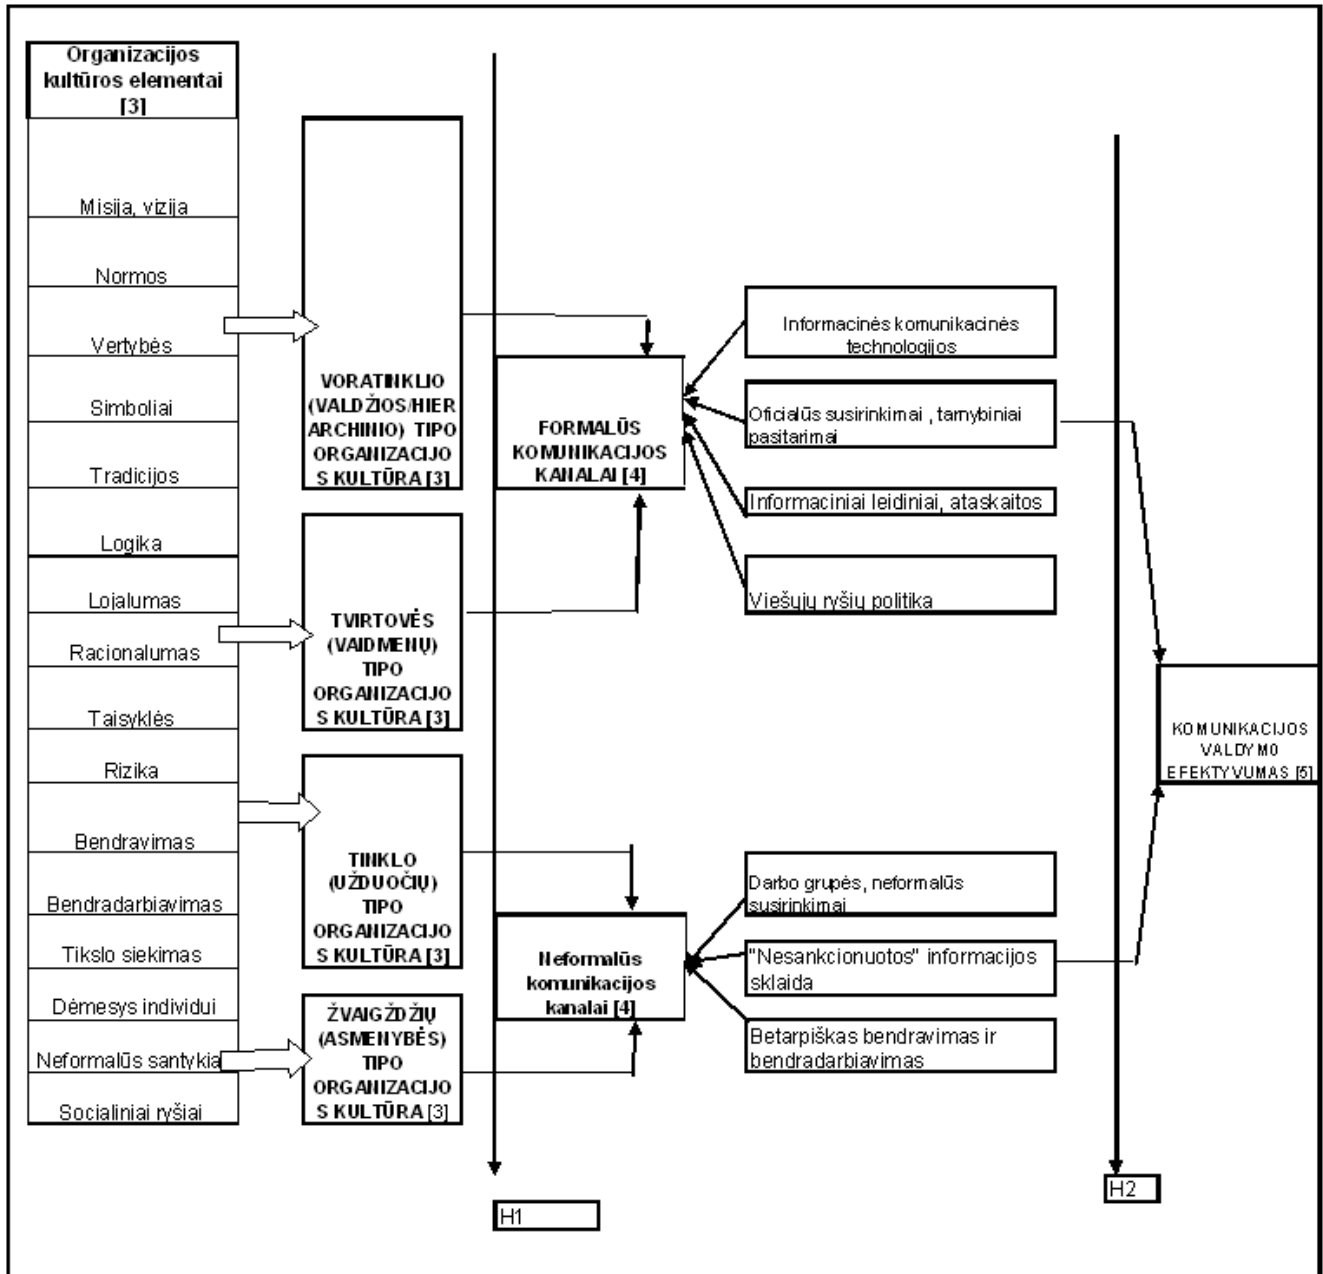 Organizacijos
kultūros elementai
[3]
Misija, vizija
Normos
Vertybės
Simboliai
Tradicijos
Logika
Lojalumas
Racionalumas
Taisyklės
Rizika
Bendravimas
Bendradarbiavimas
Tikslo siekimas
Dėmesys individui
Neformalūs santykia
Socialiniai ryšiai
VORATINKLIO
(VALDŽIOS/HIER
ARCHINIO) TIPO
ORGANIZACIJO
S KULTŪRA [3]
TVIRTOVĖS
(VAIDMENŲ)
TIPO
ORGANIZACIJO
S KULTŪRA [3]
TINKLO
(UŽDUOČIŲ)
TIPO
ORGANIZACIJO
S KULTŪRA [3]
ŽVAIGŽDŽIŲ
(ASMENYBĖS)
TIPO
ORGANIZACIJO
S KULTŪRA [3]
FORMALŪS
KOMUNIKACIJOS
KANALAI [4]
Neformalūs
komunikacijos
kanalai [4]
H1
Informacinės komunikacinės
technologijos
Oficialūs susirinkimai , tarnybiniai
pasitarimai
Informaciniai leidiniai, ataskaitos
Viešųjų ryšių politika
Darbo grupės, neformalūs
susirinkimai
"Nesankcionuotos" informacijos
sklaida
Betarpiškas bendravimas ir
bendradarbiavimas
H2
KOMUNIKACIJOS
VALDYMO
EFEKTYVUMAS [5]